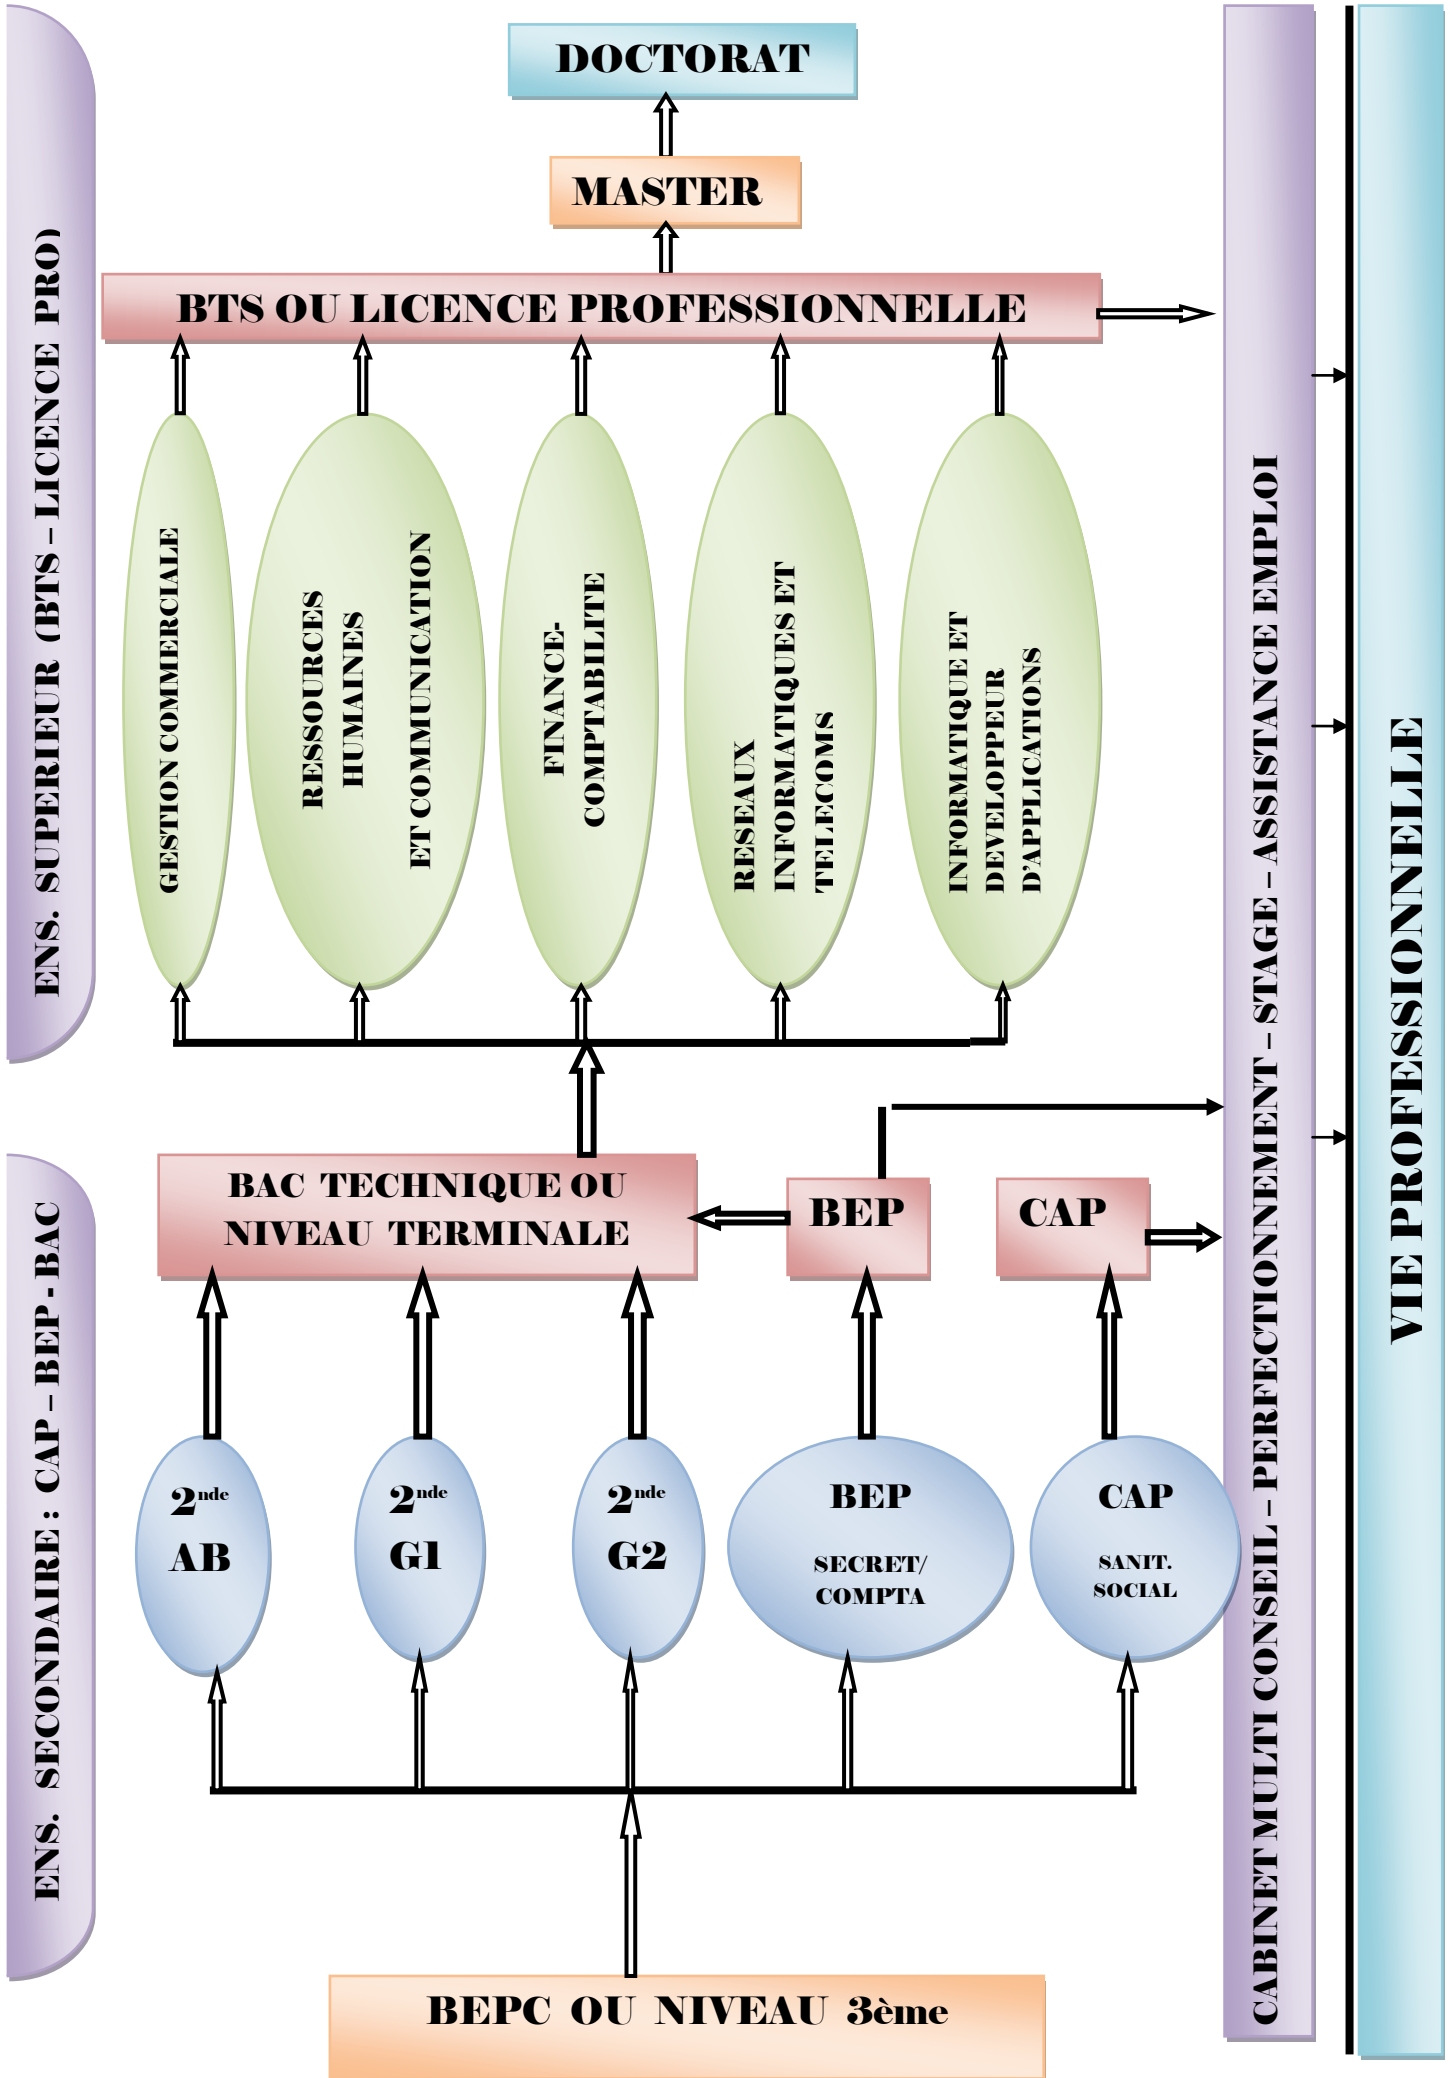 DOCTORAT
MASTER
BTS OU LICENCE PROFESSIONNELLE
ENS. SUPERIEUR (BTS – LICENCE PRO)
GESTION COMMERCIALE
RESSOURCES
HUMAINES
ET COMMUNICATION
FINANCE-
COMPTABILITE
RESEAUX
INFORMATIQUES ET
TELECOMS
INFORMATIQUE ET
DEVELOPPEUR
D'APPLICATIONS
BAC TECHNIQUE OU
NIVEAU TERMINALE
BEP
CAP
ENS. SECONDAIRE : CAP – BEP - BAC
2nde
AB
2nde
G1
2nde
G2
BEP
SECRET/
COMPTA
CAP
SANIT.
SOCIAL
BEPC OU NIVEAU 3ème
CABINET MULTI CONSEIL – PERFECTIONNEMENT – STAGE – ASSISTANCE EMPLOI
VIE PROFESSIONNELLE